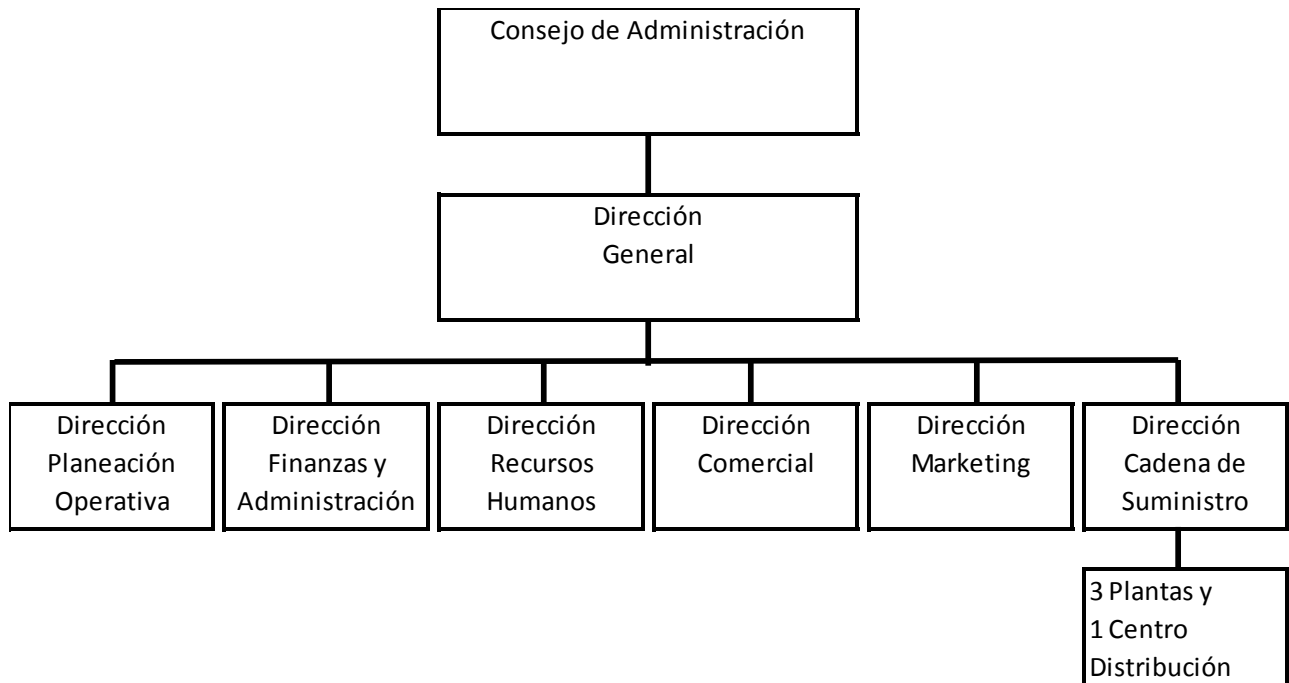 Consejo de Administración
Dirección
General
Dirección
Planeación
Operativa
Dirección
Finanzas y
Administración
Dirección
Recursos
Humanos
Dirección
Comercial
Dirección
Marketing
Dirección
Cadena de
Suministro
3 Plantas y
1 Centro
Distribución